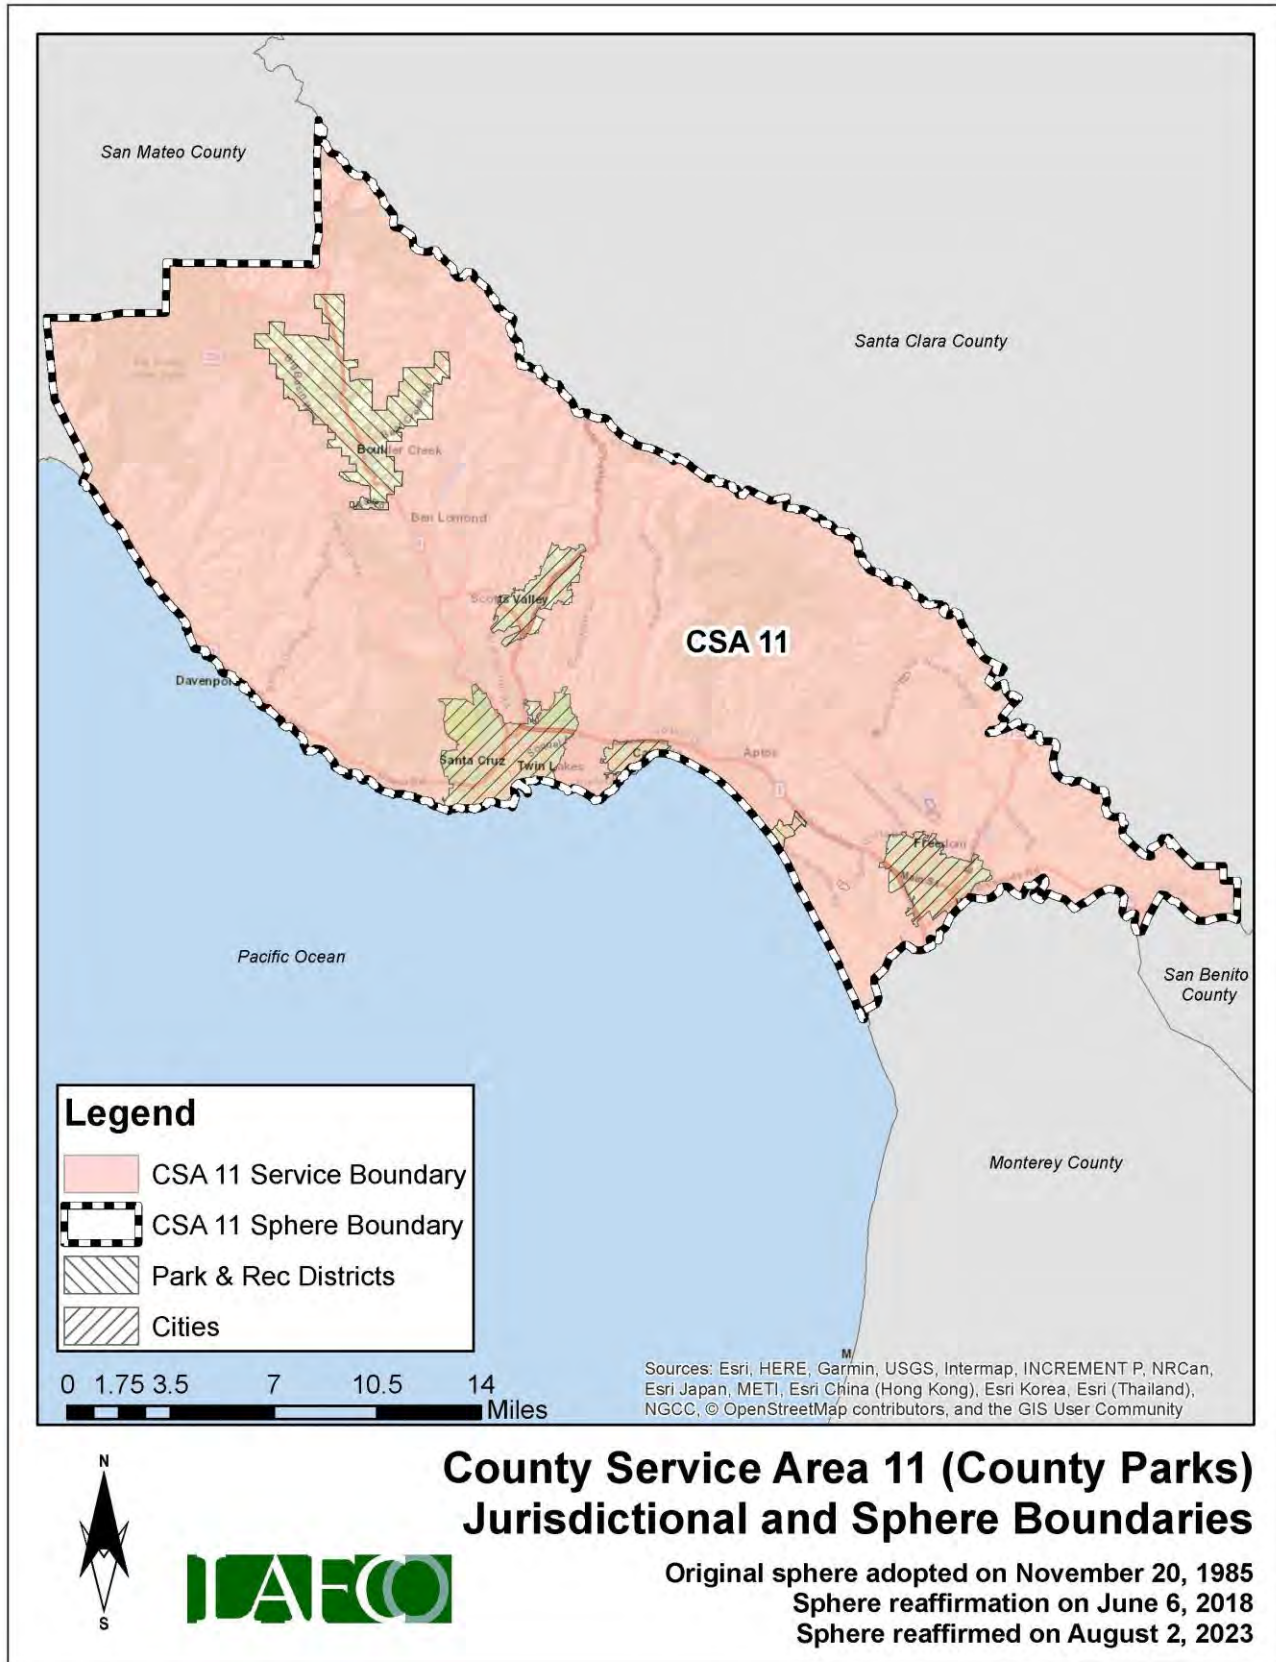 San Mateo County
Santa Clara County
Boulder Creek
Ben Lomond
Scotts Valley
CSA 11
Davenpor
Santa Cruz
Twin Lakes
Aptos
Freedom
Main St
Pacific Ocean
San Benito
County
Monterey County
Legend
CSA 11 Service Boundary
CSA 11 Sphere Boundary
Park & Rec Districts
Cities
0 1.75 3.5 7 10.5 14
Miles
M
Sources: Esri, HERE, Garmin, USGS, Intermap, INCREMENT P, NRCan,
Esri Japan, METI, Esri China (Hong Kong), Esri Korea, Esri (Thailand),
NGCC, © OpenStreetMap contributors, and the GIS User Community
N
S
LAFCO
County Service Area 11 (County Parks)
Jurisdictional and Sphere Boundaries
Original sphere adopted on November 20, 1985
Sphere reaffirmation on June 6, 2018
Sphere reaffirmed on August 2, 2023